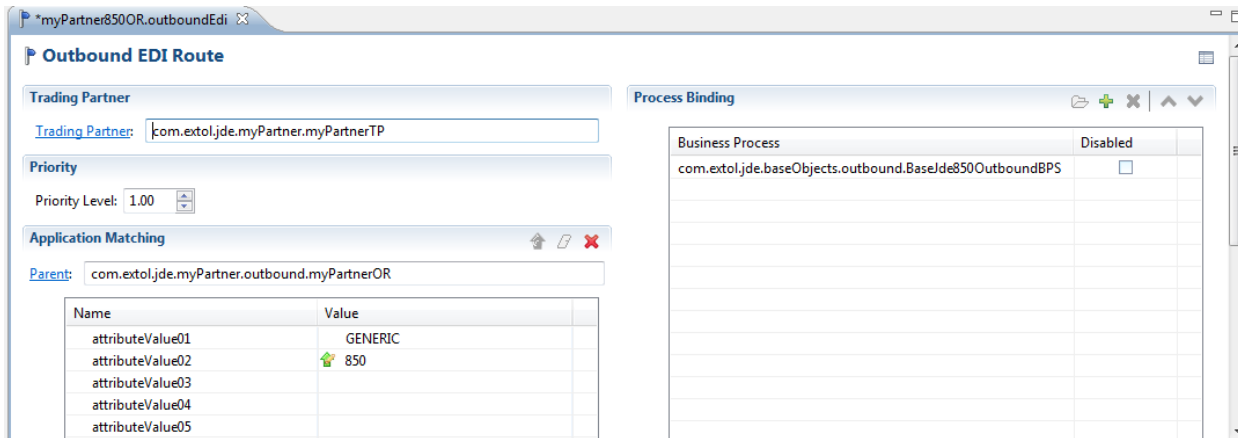 *myPartner850OR.outboundEdi
Outbound EDI Route
Trading Partner
Trading Partner: com.extol.jde.myPartner.myPartnerTP
Priority
Priority Level: 1.00
Application Matching
Parent: com.extol.jde.myPartner.outbound.myPartnerOR
Name Value
attributeValue01 GENERIC
attributeValue02 850
attributeValue03
attributeValue04
attributeValue05
Process Binding
Business Process Disabled
com.extol.jde.baseObjects.outbound.BaseJde850OutboundBPS